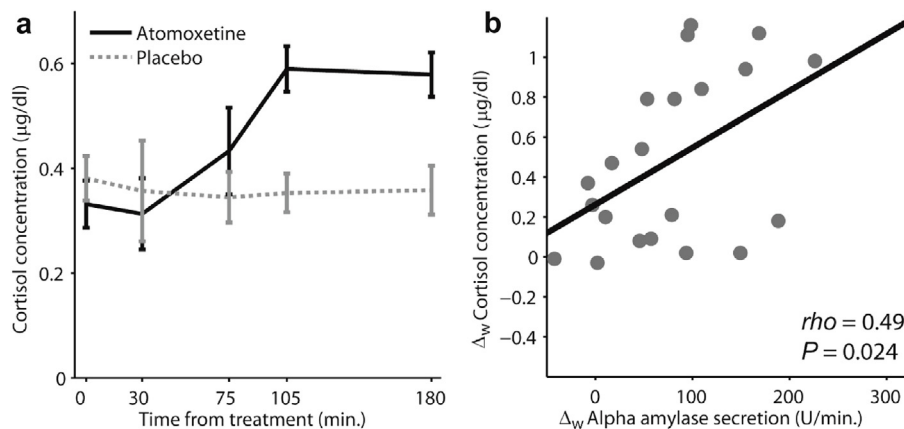 a
Atomoxetine
Placebo
Cortisol concentration (μg/dl)
0.6
0.4
0.2
0
0 30 75 105 180
Time from treatment (min.)
b
Δw Cortisol concentration (μg/dl)
1
0.8
0.6
0.4
0.2
0
−0.2
−0.4
rho = 0.49
P = 0.024
0 100 200 300
Δw Alpha amylase secretion (U/min.)